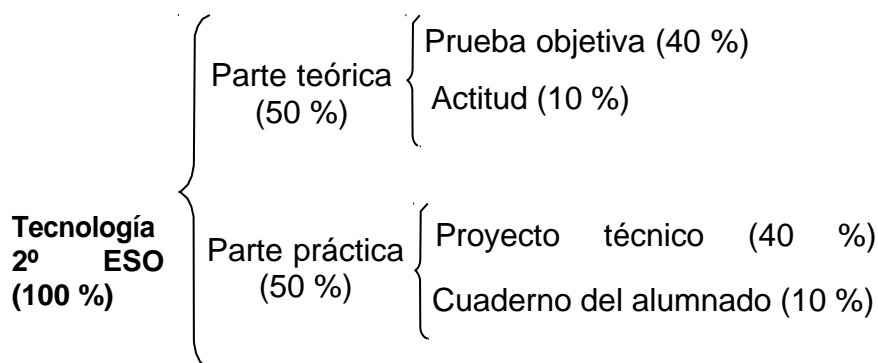 Tecnología
2º ESO
(100 %)
Parte teórica
(50 %)
Prueba objetiva (40 %)
Actitud (10 %)
Parte práctica
(50 %)
Proyecto técnico (40 %)
Cuaderno del alumnado (10 %)